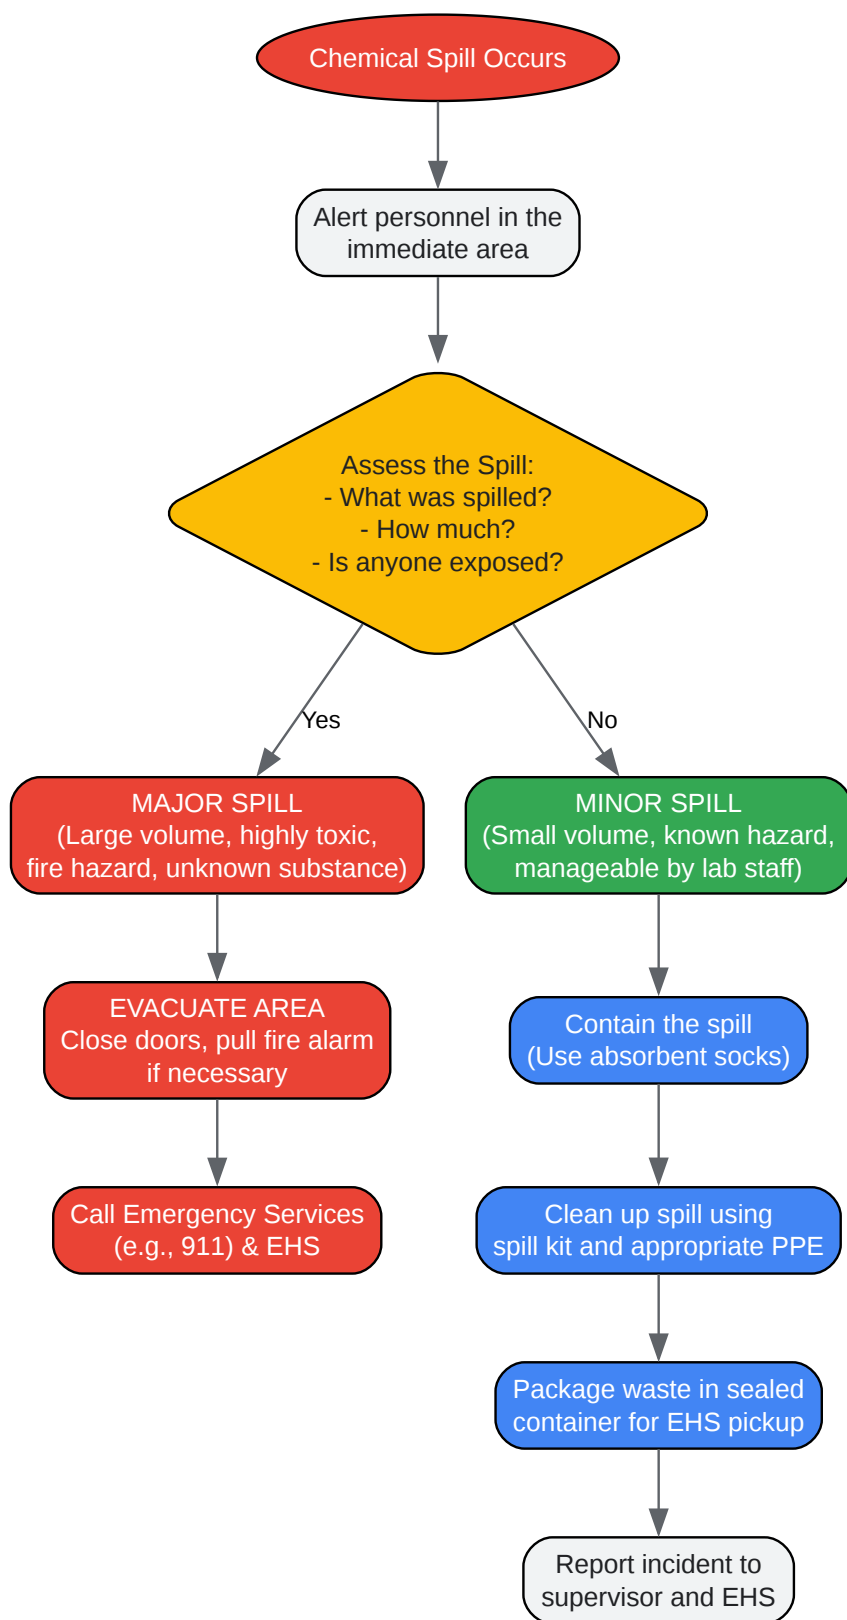 Chemical Spill Occurs
Alert personnel in the
immediate area
Assess the Spill:
- What was spilled?
- How much?
- Is anyone exposed?
Yes
No
MAJOR SPILL
(Large volume, highly toxic,
fire hazard, unknown substance)
MINOR SPILL
(Small volume, known hazard,
manageable by lab staff)
EVACUATE AREA
Close doors, pull fire alarm
if necessary
Contain the spill
(Use absorbent socks)
Call Emergency Services
(e.g., 911) & EHS
Clean up spill using
spill kit and appropriate PPE
Package waste in sealed
container for EHS pickup
Report incident to
supervisor and EHS